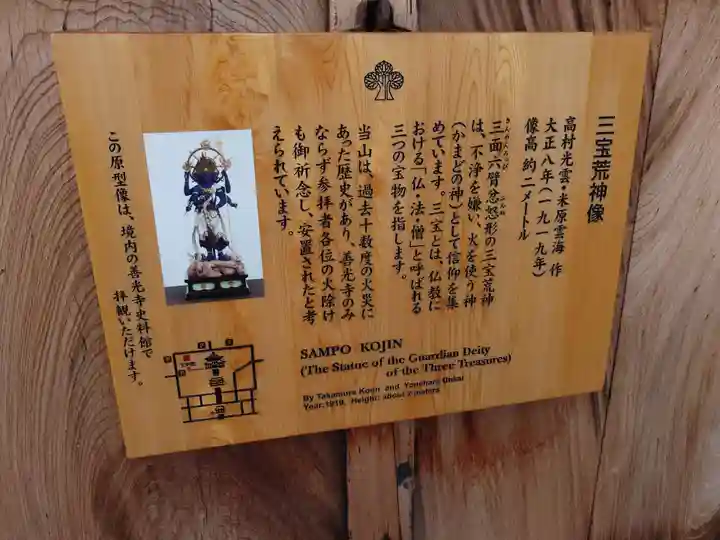 三宝荒神像
高村光雲・米原雲海 作
大正八年(一九一九年)
像高 約二メートル
三面六臂忿怒形の三宝荒神
は、不浄を嫌い、火を使う神
(かまどの神)として信仰を集
めています。三宝とは、仏教に
おける「仏・法・僧」と呼ばれる
三つの宝物を指します。
当山は、過去十数度の火災に
あった歴史があり、善光寺のみ
ならず参拝者各位の火除け
も御祈念し、安置されたと考
えられています。
この原型像は、境内の善光寺史料館で
拝観いただけます。
SAMPO KOJIN
(The Statue of the Guardian Deity
of the Three Treasures)
By Takamura Koun and Yonehara Unkai
Year:1919, Height: about 2 meters